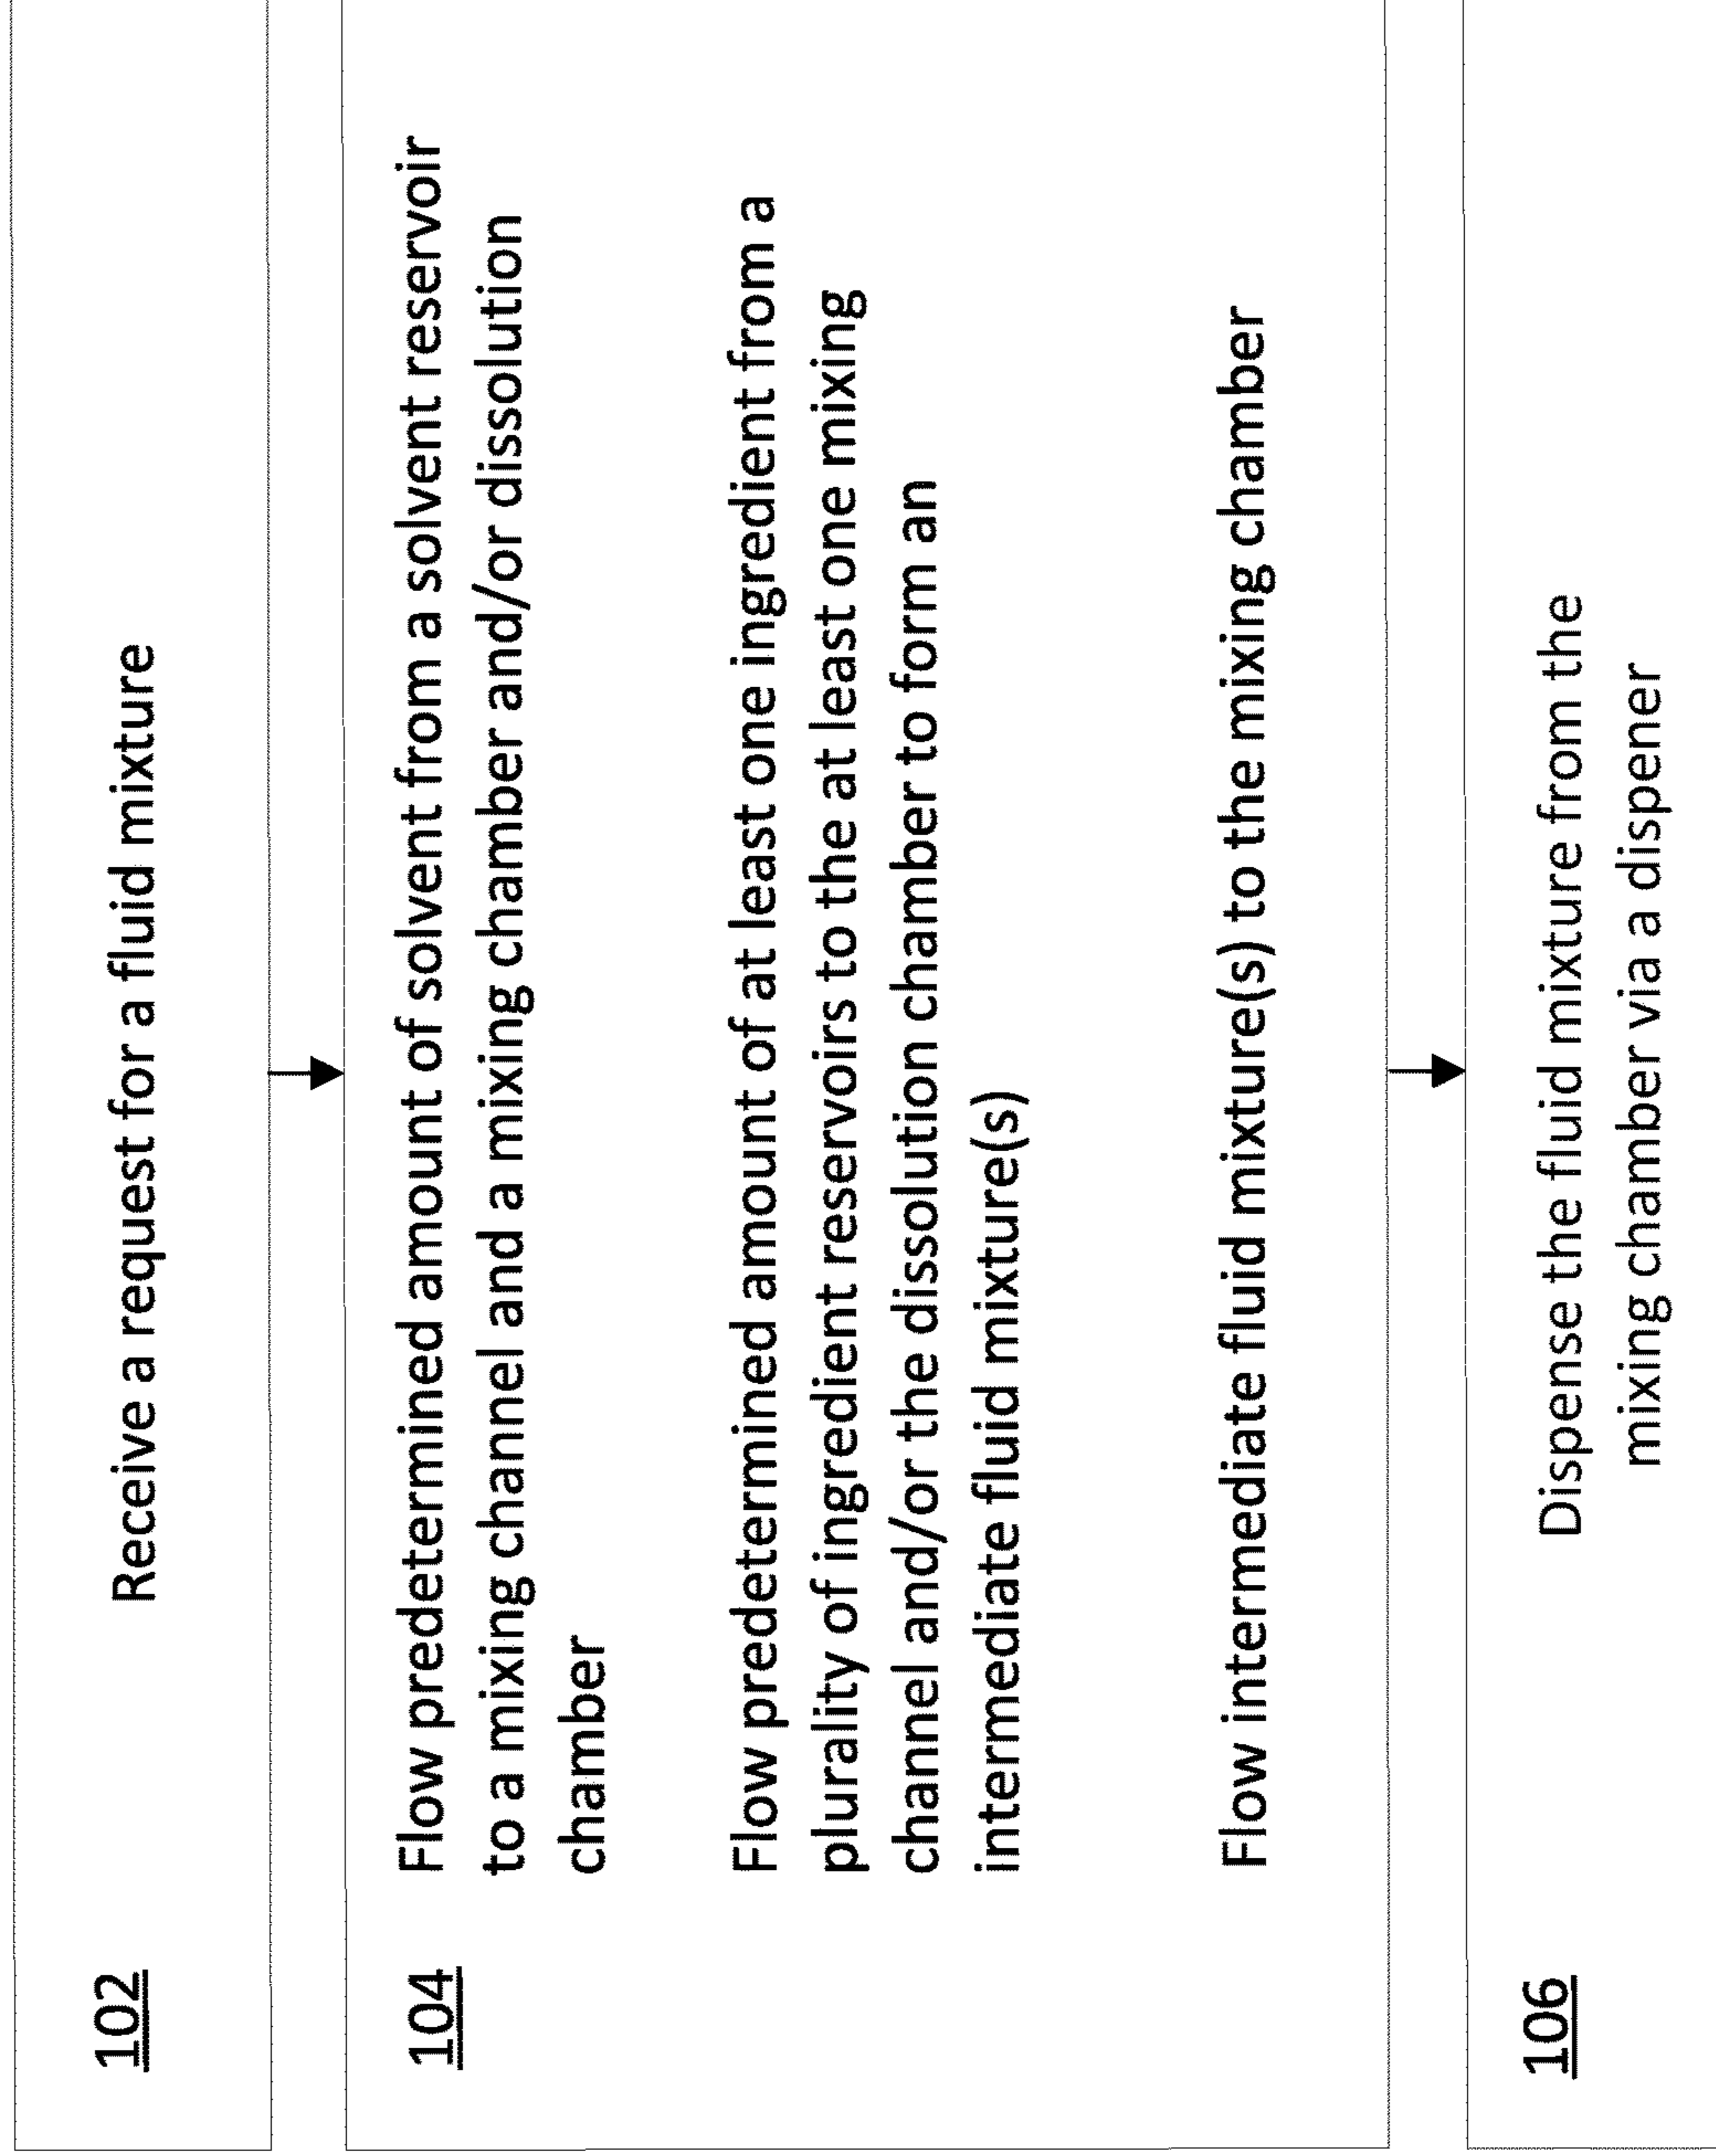 102
Receive a request for a fluid mixture
104
Flow predetermined amount of solvent from a solvent reservoir
to a mixing channel and a mixing chamber and/or dissolution
chamber
Flow predetermined amount of at least one ingredient from a
plurality of ingredient reservoirs to the at least one mixing
channel and/or the dissolution chamber to form an
intermediate fluid mixture(s)
Flow intermediate fluid mixture(s) to the mixing chamber
106
Dispense the fluid mixture from the
mixing chamber via a dispener